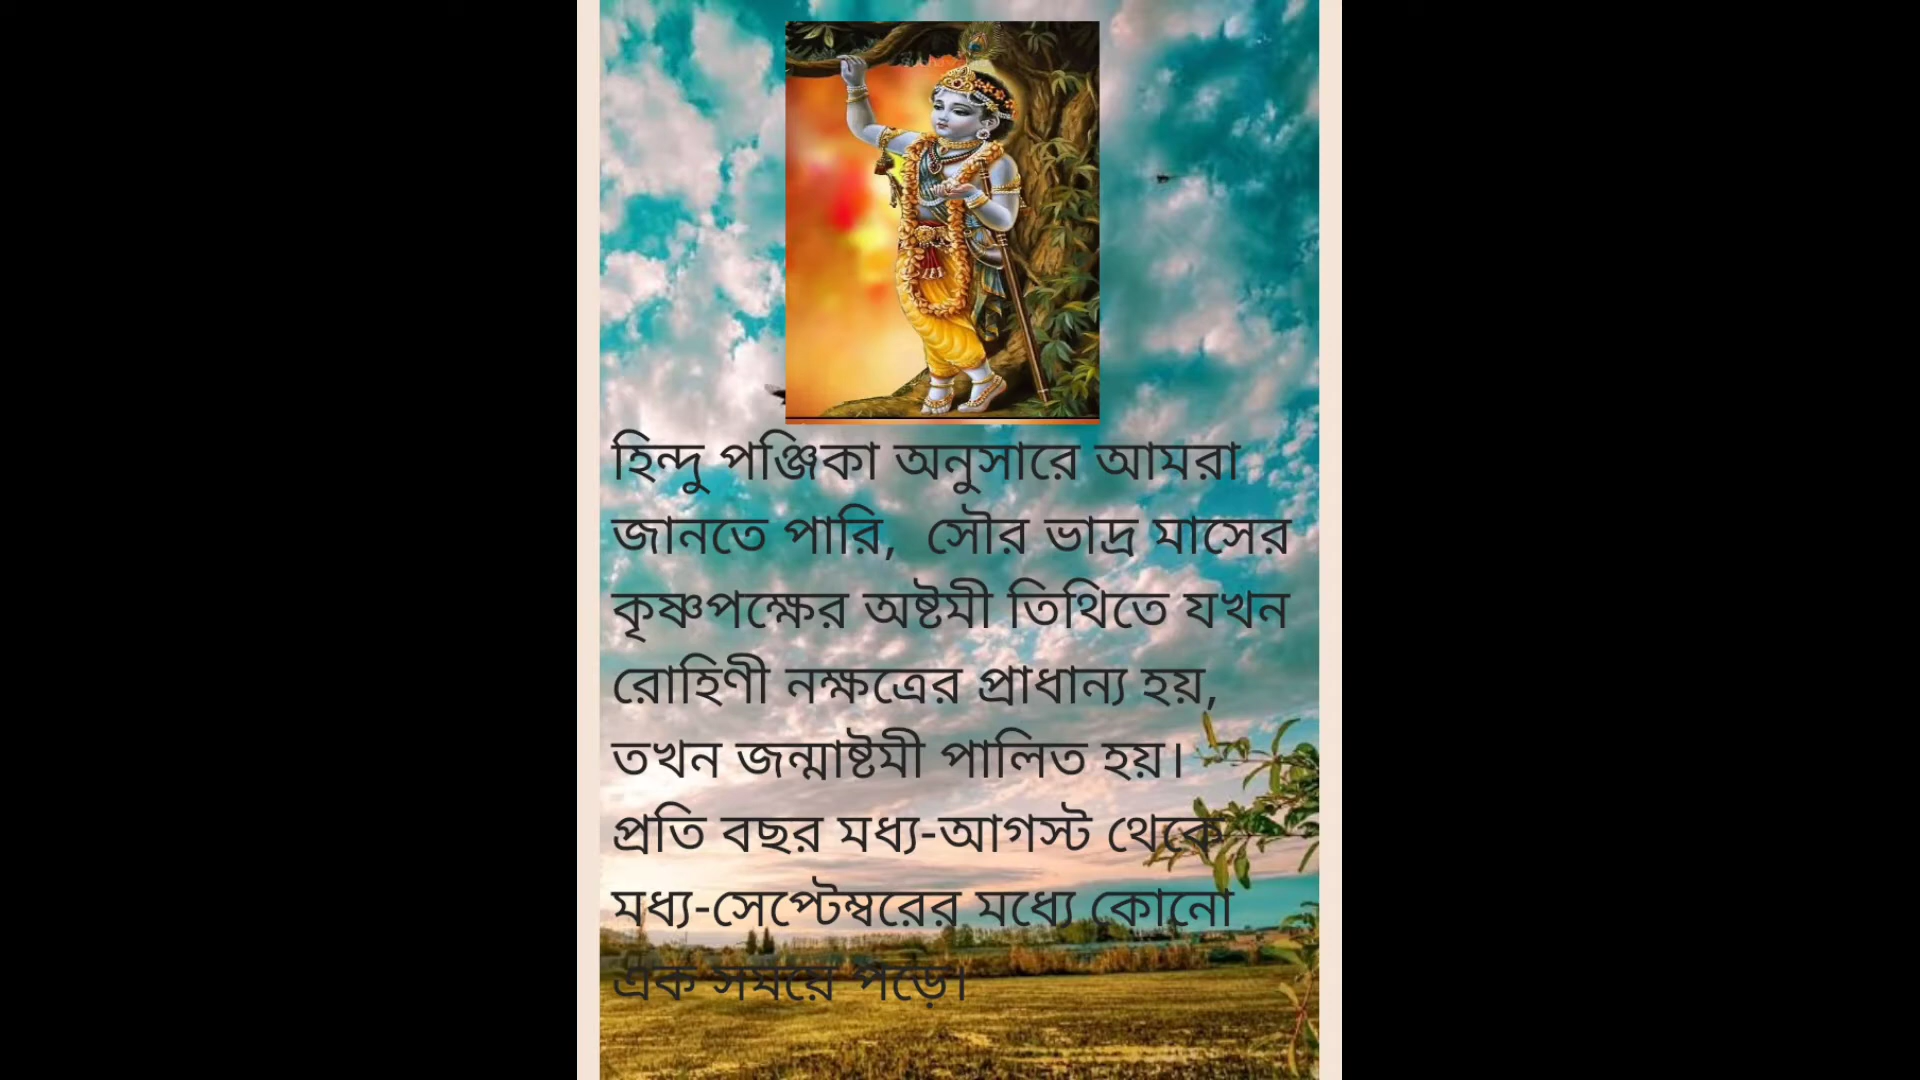 হিন্দু পঞ্জিকা অনুসারে আমরা
জানতে পারি, সৌর ভাদ্র মাসের
কৃষ্ণপক্ষের অষ্টমী তিথিতে যখন
রোহিণী নক্ষত্রের প্রাধান্য হয়,
তখন জন্মাষ্টমী পালিত হয়।
প্রতি বছর মধ্য-আগস্ট থেকে
মধ্য-সেপ্টেম্বরের মধ্যে কোনো
এক সময়ে পড়ে।